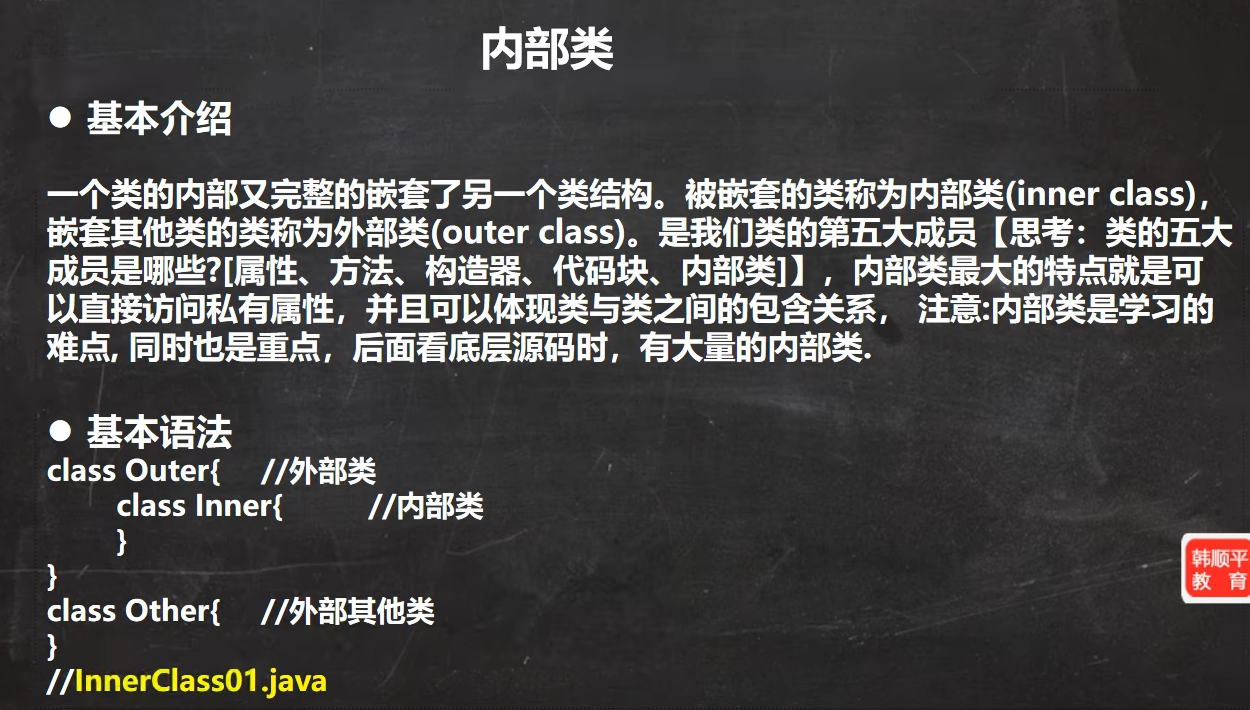 内部类
● 基本介绍
一个类的内部又完整的嵌套了另一个类结构。被嵌套的类称为内部类(inner class)，
嵌套其他类的类称为外部类(outer class)。是我们类的第五大成员【思考：类的五大
成员是哪些?[属性、方法、构造器、代码块、内部类]】，内部类最大的特点就是可
以直接访问私有属性，并且可以体现类与类之间的包含关系， 注意:内部类是学习的
难点, 同时也是重点，后面看底层源码时，有大量的内部类.
● 基本语法
class Outer{ //外部类
class Inner{ //内部类
}
}
class Other{ //外部其他类
}
//InnerClass01.java
韩顺平
教 育